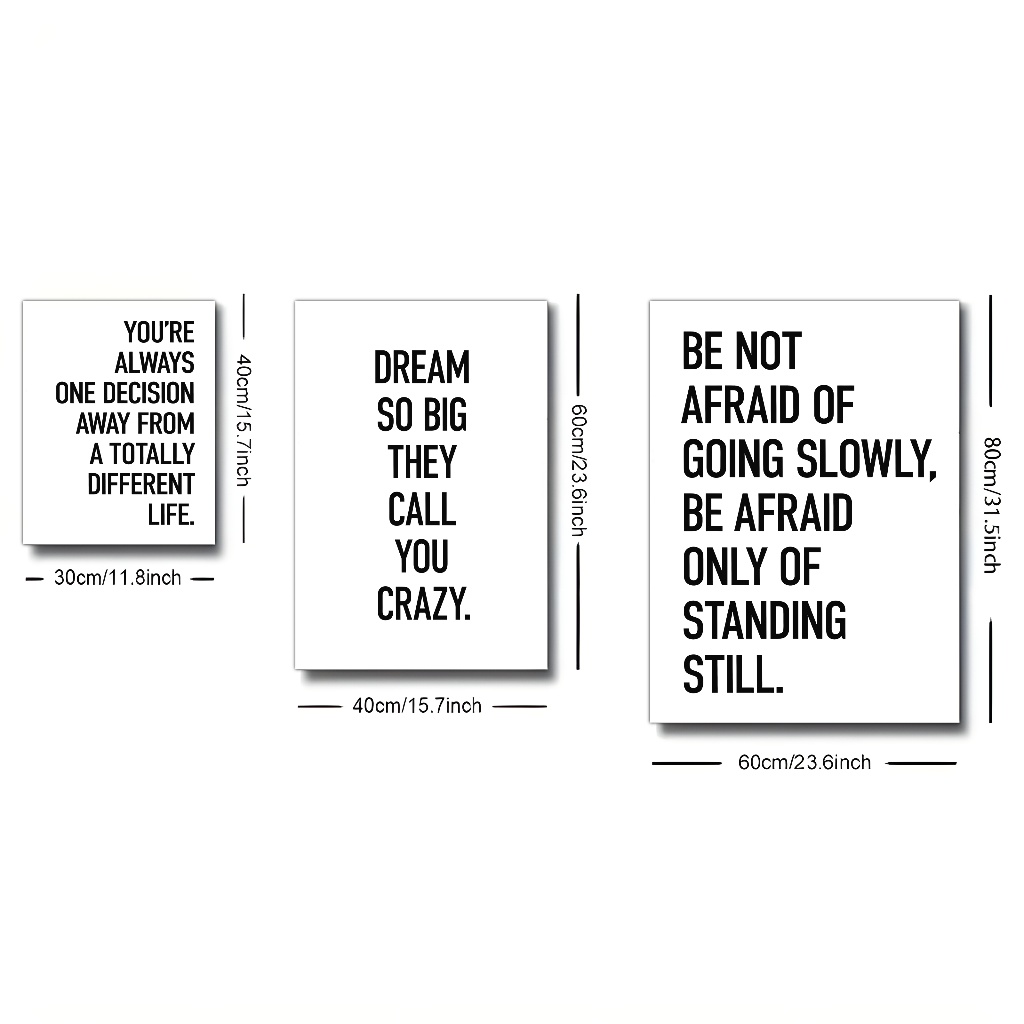 YOU'RE
ALWAYS
ONE DECISION
AWAY FROM
A TOTALLY
DIFFERENT
LIFE.
40cm/15.7inch
30cm/11.8inch
DREAM
SO BIG
THEY
CALL
YOU
CRAZY.
60cm/23.6inch
40cm/15.7inch
BE NOT
AFRAID OF
GOING SLOWLY,
BE AFRAID
ONLY OF
STANDING
STILL.
80cm/31.5inch
60cm/23.6inch